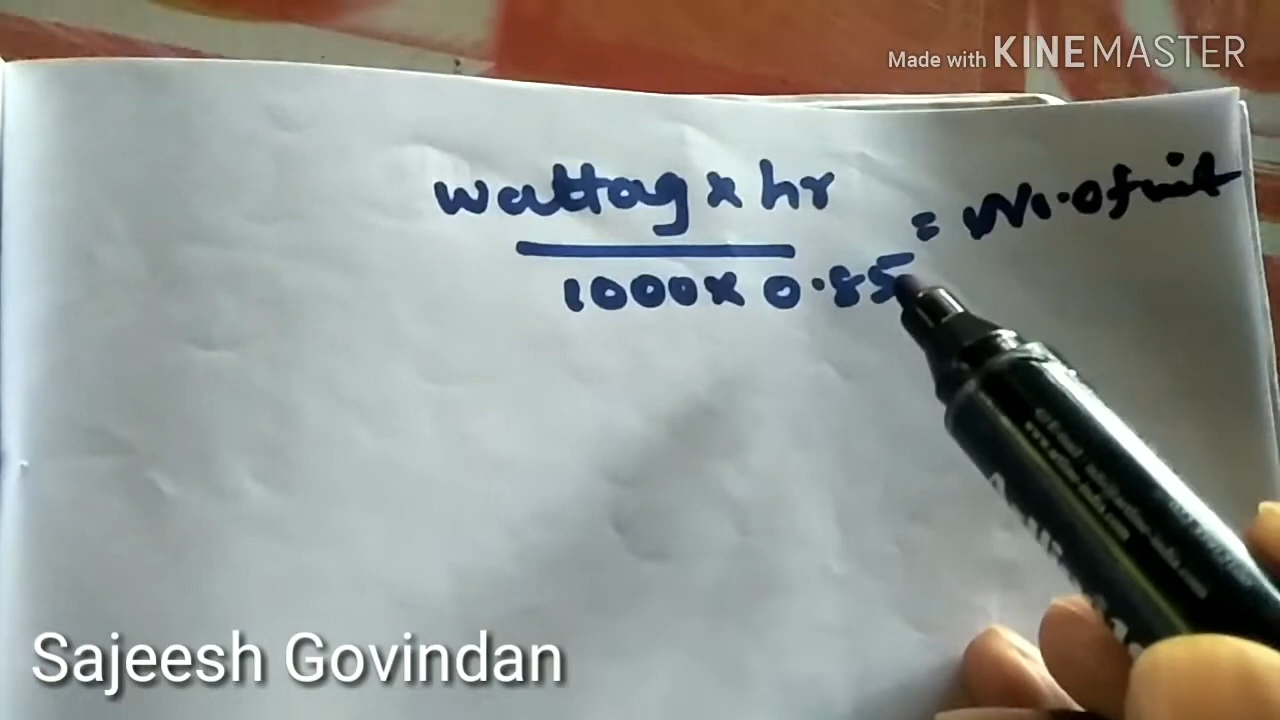 Made with KINEMASTER
wattag x hr
= No. of unit
1000 x 0.85
Sajeesh Govindan